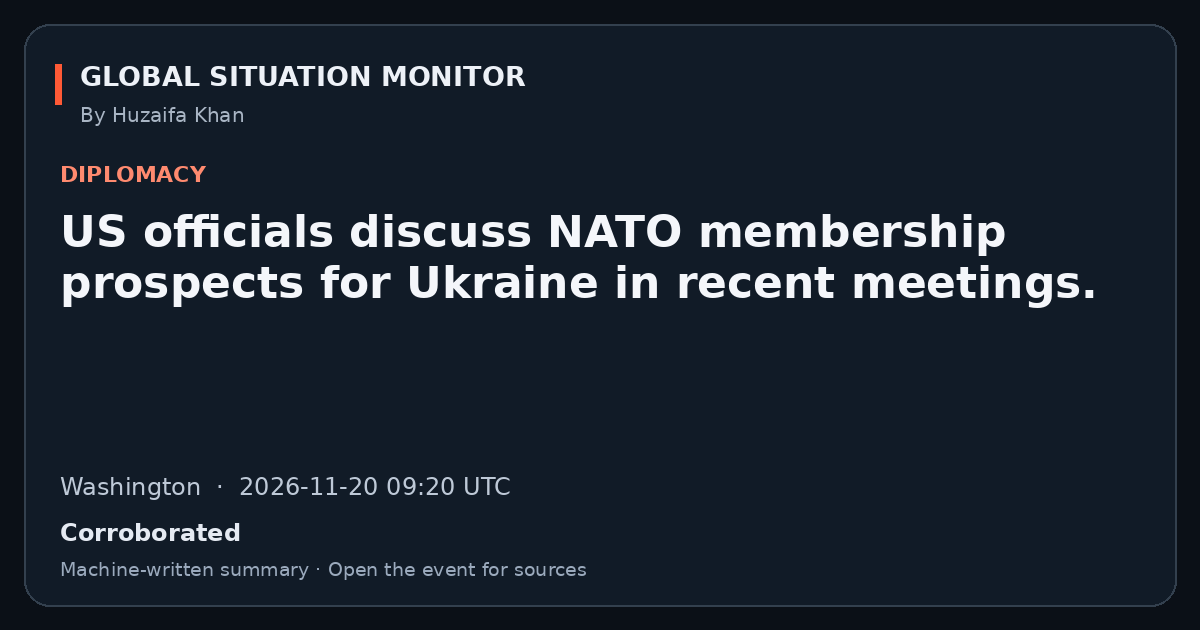 GLOBAL SITUATION MONITOR
By Huzaifa Khan
DIPLOMACY
US officials discuss NATO membership
prospects for Ukraine in recent meetings.
Washington · 2026-11-20 09:20 UTC
Corroborated
Machine-written summary · Open the event for sources